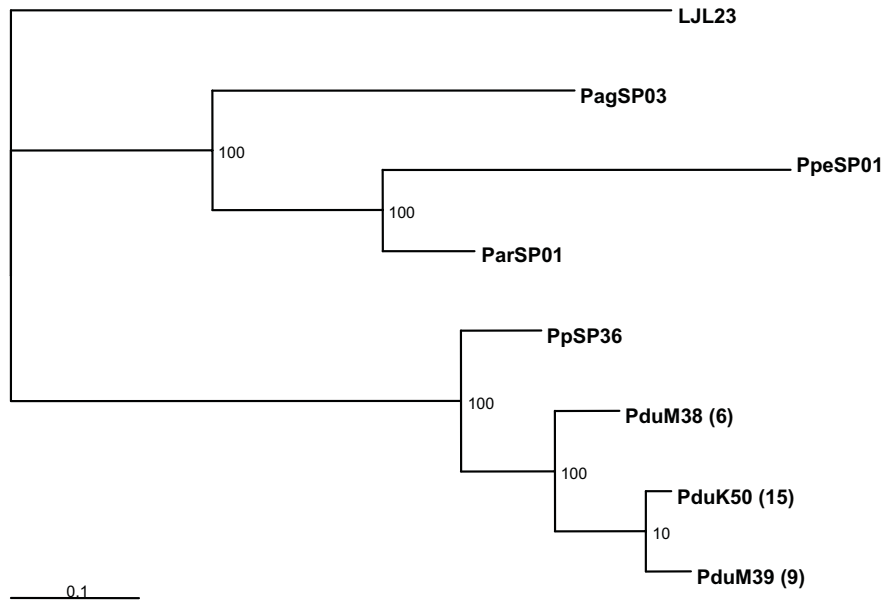 LJL23
PagSP03
100
PpeSP01
100
ParSP01
PpSP36
100
PduM38 (6)
100
PduK50 (15)
10
PduM39 (9)
0.1